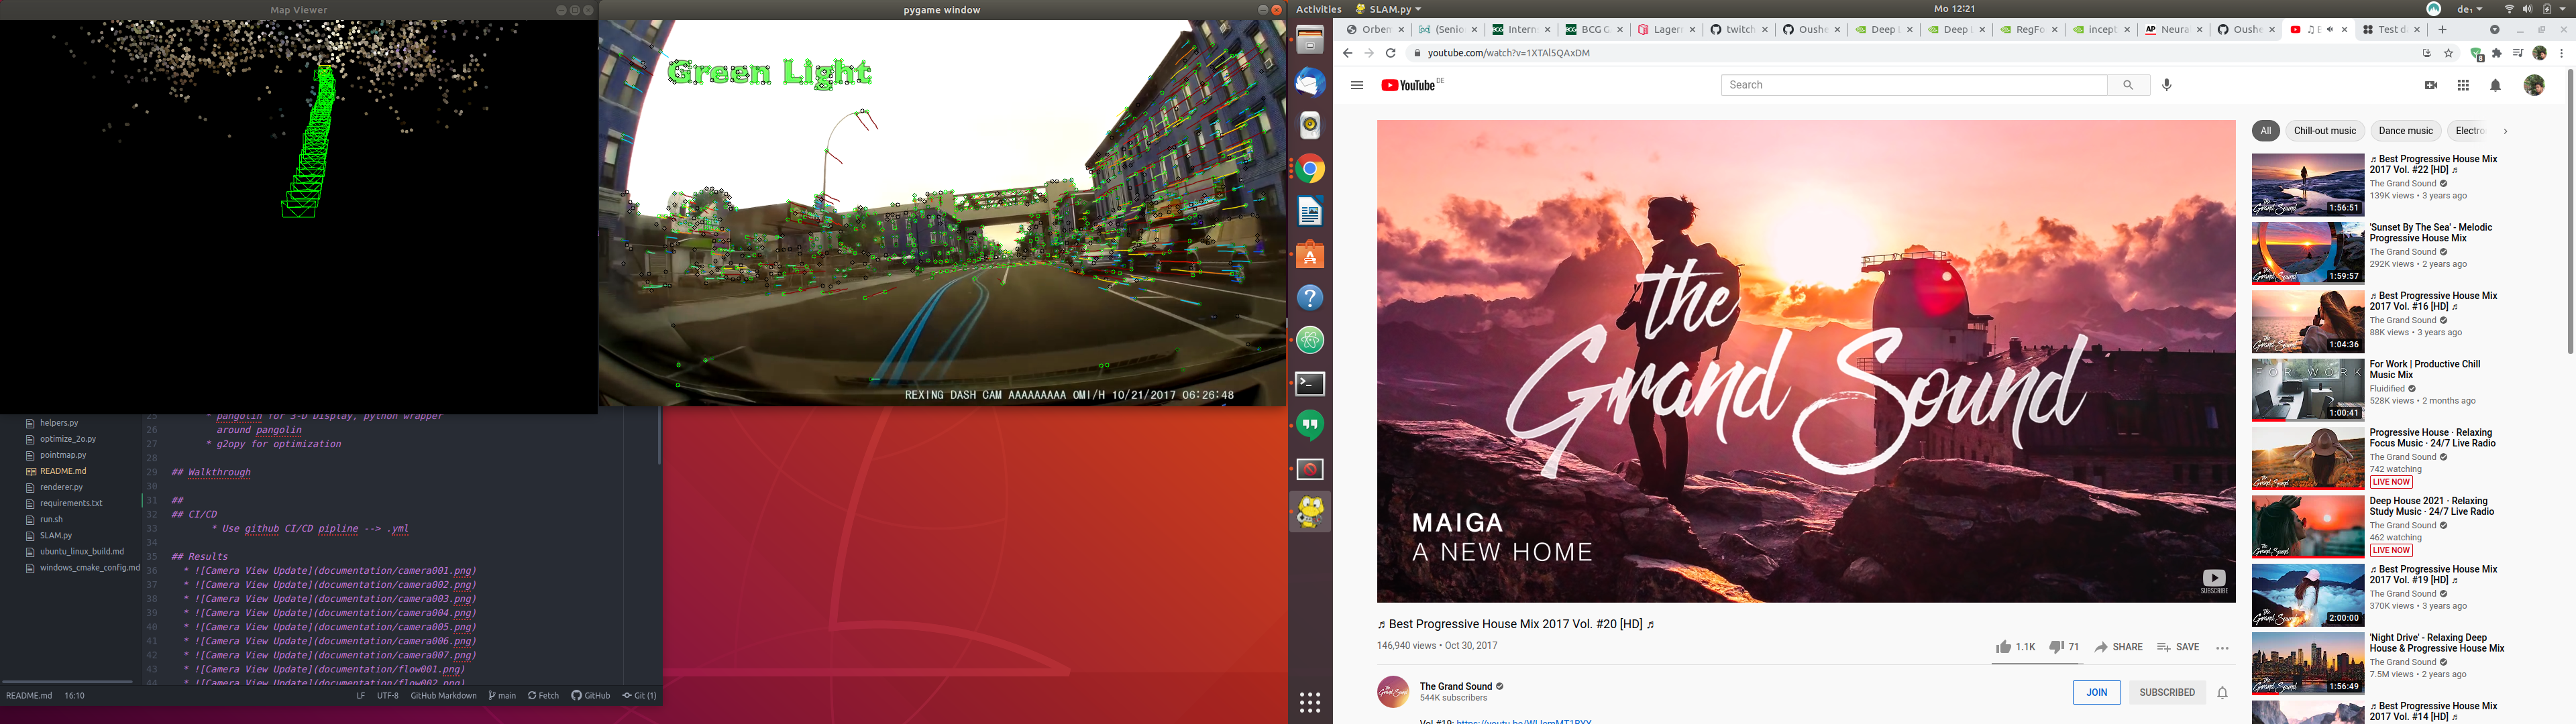 Map Viewer
pygame window
Green Light
REXING DASH CAM AAAAAAAAA OMI/H 10/21/2017 06:26:48
helpers.py
optimize_2o.py
pointmap.py
README.md
renderer.py
requirements.txt
run.sh
SLAM.py
ubuntu_linux_build.md
windows_cmake_config.md
25 * pangolin for 3-D Display, python wrapper
26 around pangolin
27 * g2opy for optimization
28
29 ## Walkthrough
30
31 ##
32 ## CI/CD
33 * Use github CI/CD pipline --> .yml
34
35 ## Results
36 * ![Camera View Update](documentation/camera001.png)
37 * ![Camera View Update](documentation/camera002.png)
38 * ![Camera View Update](documentation/camera003.png)
39 * ![Camera View Update](documentation/camera004.png)
40 * ![Camera View Update](documentation/camera005.png)
41 * ![Camera View Update](documentation/camera006.png)
42 * ![Camera View Update](documentation/camera007.png)
43 * ![Camera View Update](documentation/flow001.png)
44 * ![Camera View Update](documentation/flow002.png)
README.md 16:10 LF UTF-8 GitHub Markdown main Fetch GitHub Git (1)
Activities SLAM.py Mo 12:21 de₁
Orbem (Senio Intern BCG G Lager twitch Oushe Deep L Deep L RegFo incept Neura Oushe Test d
youtube.com/watch?v=1XTAlSQAxDM
YouTube DE
Search
the
Grand Sound
MAIGA
A NEW HOME
SUBSCRIBE
♬ Best Progressive House Mix 2017 Vol. #20 [HD] ♬
146,940 views • Oct 30, 2017
1.1K 71 SHARE SAVE
The Grand Sound
544K subscribers
JOIN SUBSCRIBED
All Chill-out music Dance music Electro
♬ Best Progressive House Mix
2017 Vol. #22 [HD] ♬
The Grand Sound
139K views • 3 years ago
1:56:51
'Sunset By The Sea' - Melodic
Progressive House Mix
The Grand Sound
292K views • 2 years ago
1:59:57
♬ Best Progressive House Mix
2017 Vol. #16 [HD] ♬
The Grand Sound
88K views • 3 years ago
1:04:36
For Work | Productive Chill
Music Mix
Fluidified
528K views • 2 months ago
FOR WORK
1:00:41
Progressive House · Relaxing
Focus Music · 24/7 Live Radio
The Grand Sound
742 watching
LIVE NOW
Deep House 2021 · Relaxing
Study Music · 24/7 Live Radio
The Grand Sound
462 watching
LIVE NOW
♬ Best Progressive House Mix
2017 Vol. #19 [HD] ♬
The Grand Sound
370K views • 3 years ago
2:00:00
'Night Drive' - Relaxing Deep
House & Progressive House Mix
The Grand Sound
7.5M views • 2 years ago
1:56:49
♬ Best Progressive House Mix
2017 Vol. #14 [HD] ♬